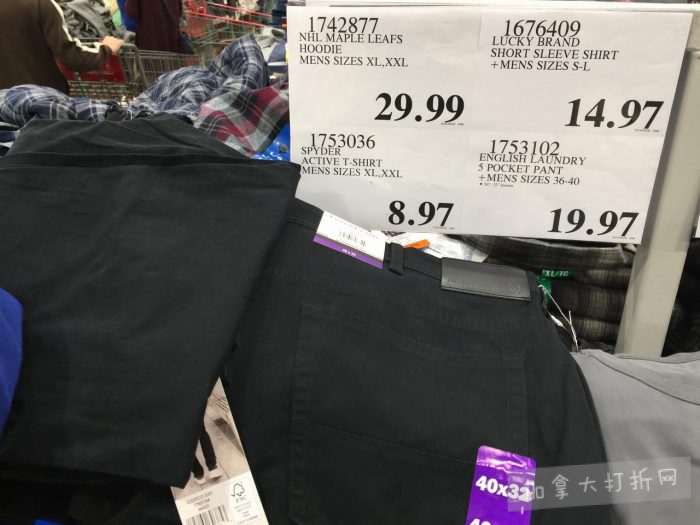 1742877
NHL MAPLE LEAFS
HOODIE
MENS SIZES XL,XXL
29.99
1676409
LUCKY BRAND
SHORT SLEEVE SHIRT
+MENS SIZES S-L
14.97
1753036
SPYDER
ACTIVE T-SHIRT
MENS SIZES XL,XXL
8.97
1753102
ENGLISH LAUNDRY
5 POCKET PANT
+MENS SIZES 36-40
19.97
40x32
FSC
加拿大打折网